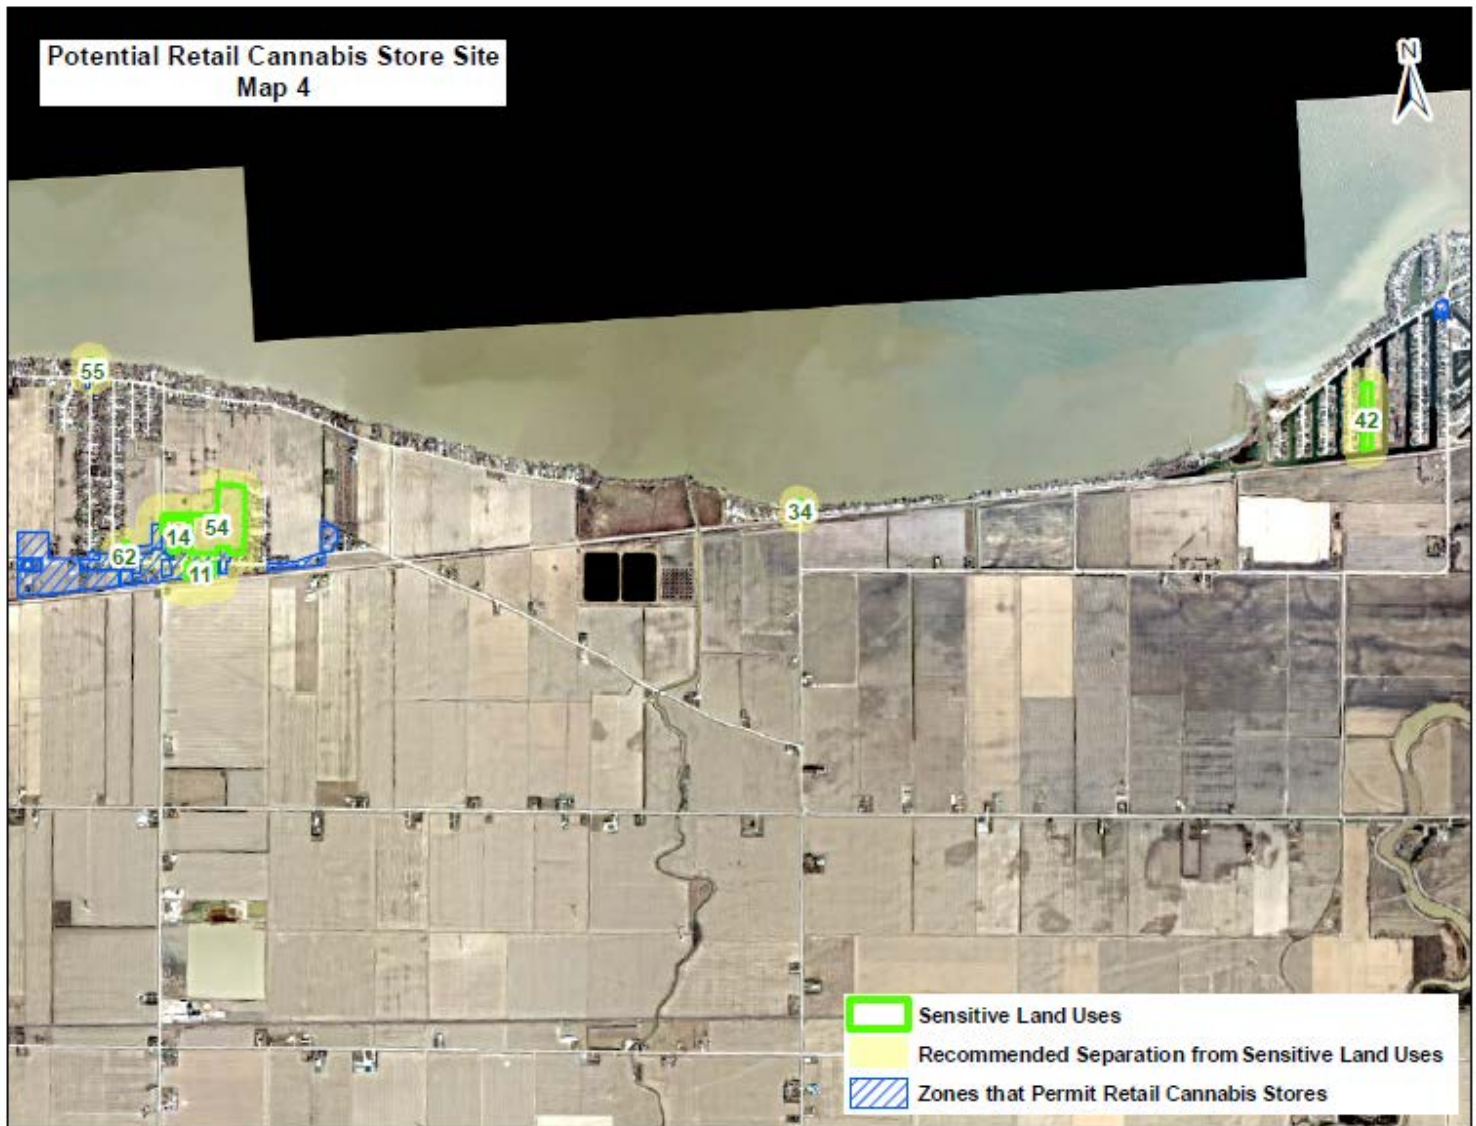 Potential Retail Cannabis Store Site
Map 4
N
55
42
34
14
54
62
11
Sensitive Land Uses
Recommended Separation from Sensitive Land Uses
Zones that Permit Retail Cannabis Stores